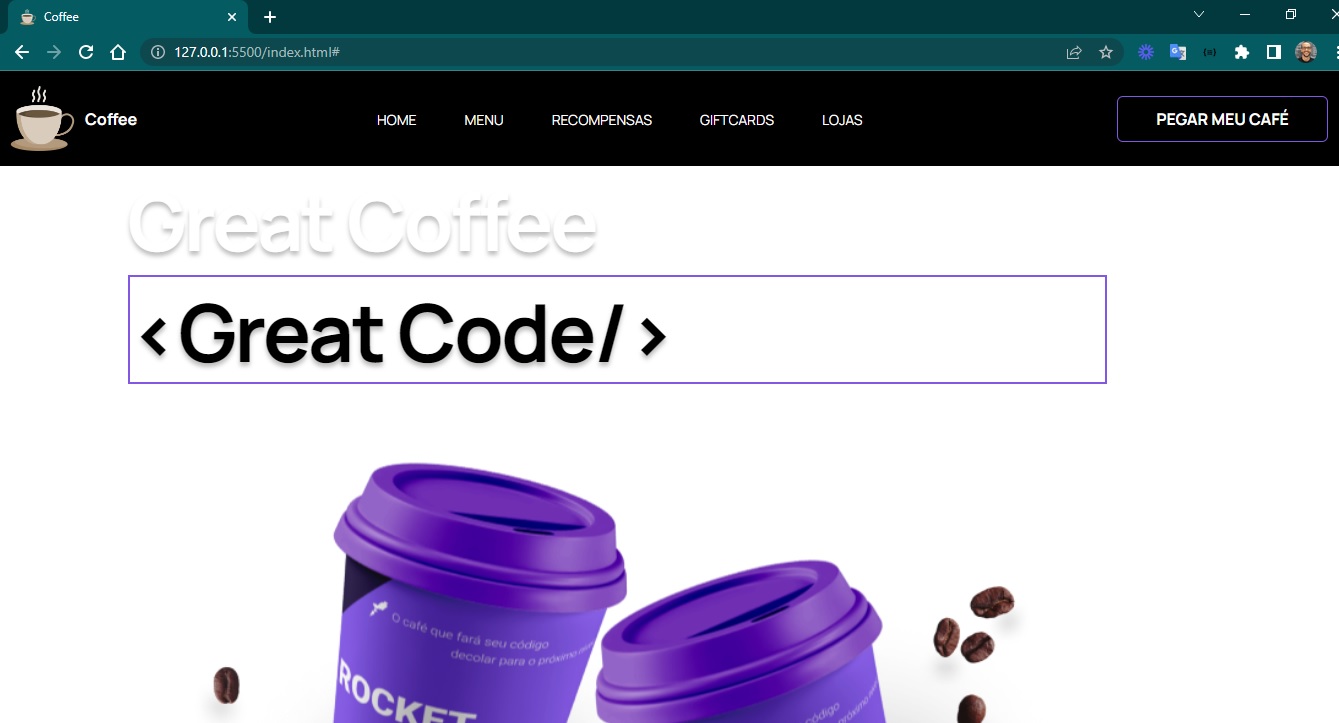 Coffee
127.0.0.1:5500/index.html#
Coffee
HOME
MENU
RECOMPENSAS
GIFTCARDS
LOJAS
PEGAR MEU CAFÉ
Great Coffee
<Great Code/>
O café que fará seu código
decolar para o próximo
ROCKET
código
próximo